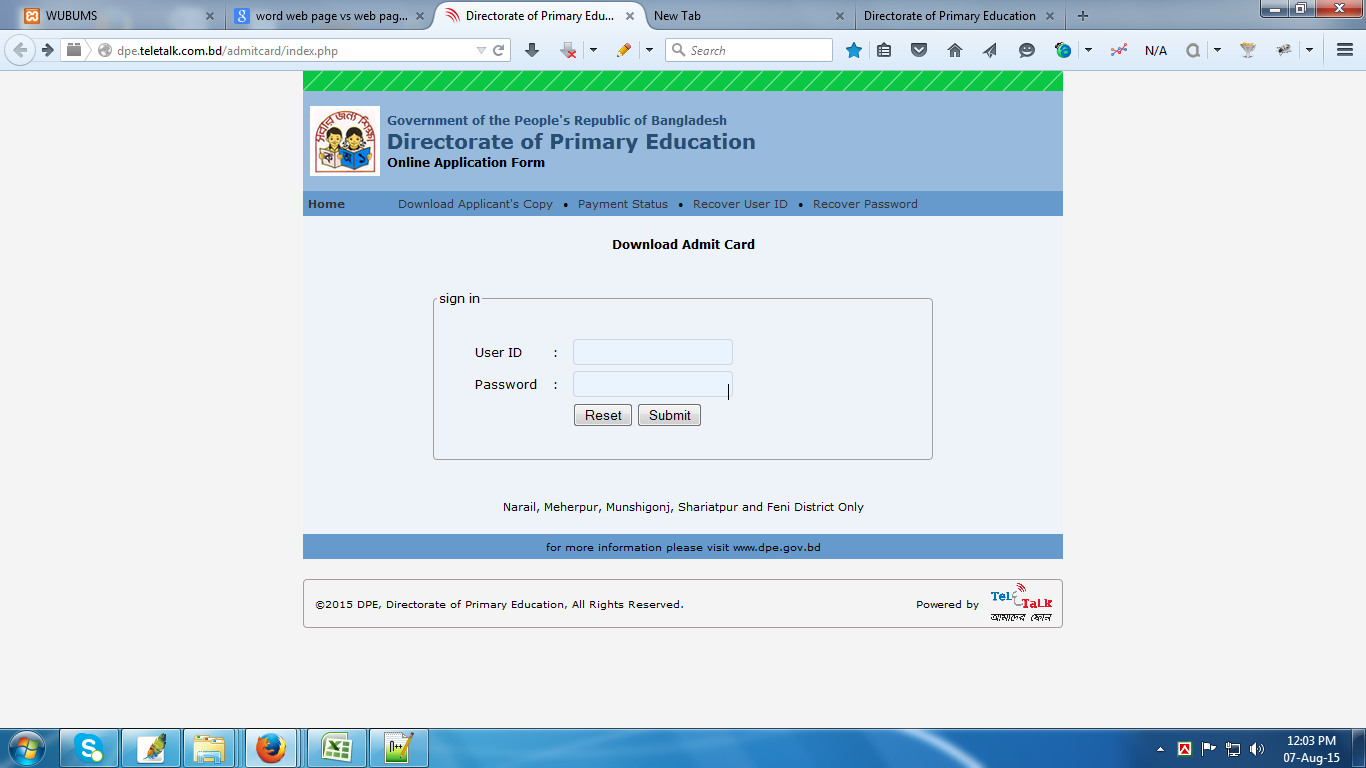 WUBUMS
word web page vs web pag...
Directorate of Primary Edu...
New Tab
Directorate of Primary Education
dpe.teletalk.com.bd/admitcard/index.php
Search
N/A
সবার জন্য শিক্ষা
ক অ
Government of the People's Republic of Bangladesh
Directorate of Primary Education
Online Application Form
Home Download Applicant's Copy • Payment Status • Recover User ID • Recover Password
Download Admit Card
sign in
User ID :
Password :
Reset Submit
Narail, Meherpur, Munshigonj, Shariatpur and Feni District Only
for more information please visit www.dpe.gov.bd
©2015 DPE, Directorate of Primary Education, All Rights Reserved.
Powered by
TeleTalk
আমাদের ফোন
12:03 PM
07-Aug-15